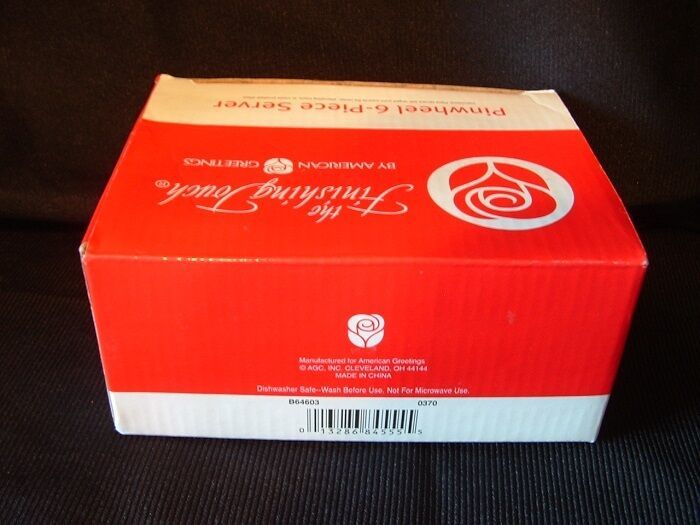 Pinwheel 6-Piece Server
BY AMERICAN GREETINGS
the
Finishing Touch®
Manufactured for American Greetings
© AGC, INC. CLEVELAND, OH 44144
MADE IN CHINA
Dishwasher Safe--Wash Before Use. Not For Microwave Use.
B64603 0370
0 13286 84555 5